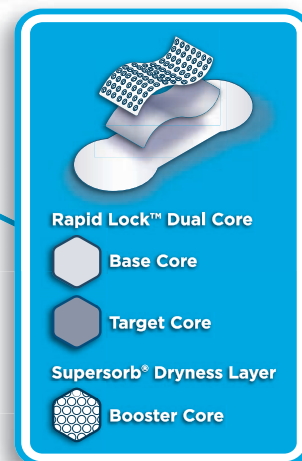 Rapid Lock™ Dual Core
Base Core
Target Core
Supersorb® Dryness Layer
Booster Core